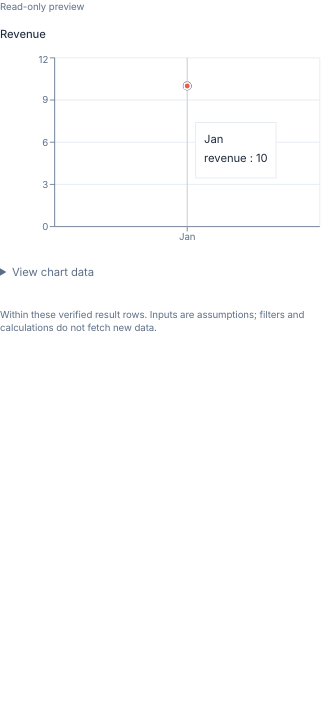 Read-only preview
Revenue
12
9
6
3
0
Jan
revenue : 10
Jan
View chart data
Within these verified result rows. Inputs are assumptions; filters and
calculations do not fetch new data.